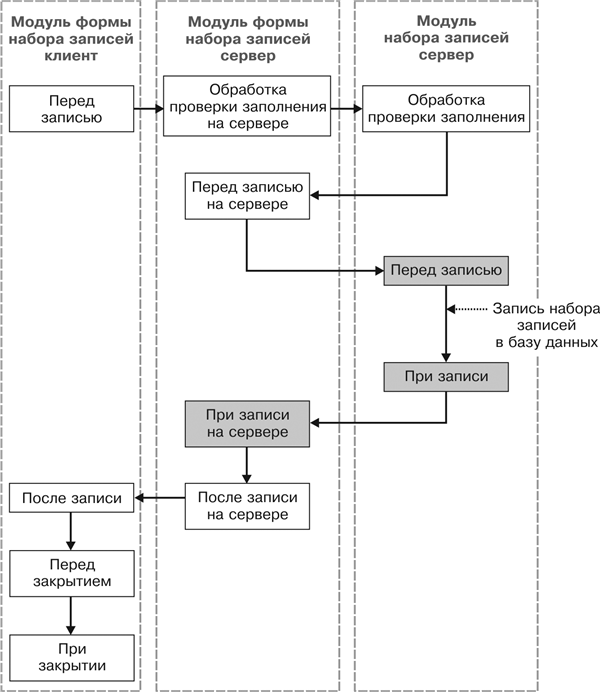 Модуль формы
набора записей
клиент
Модуль формы
набора записей
сервер
Модуль
набора записей
сервер
Перед
записью
Обработка
проверки заполнения
на сервере
Обработка
проверки заполнения
Перед записью
на сервере
Перед записью
Запись набора
записей
в базу данных
При записи
При записи
на сервере
После записи
После записи
на сервере
Перед
закрытием
При
закрытии